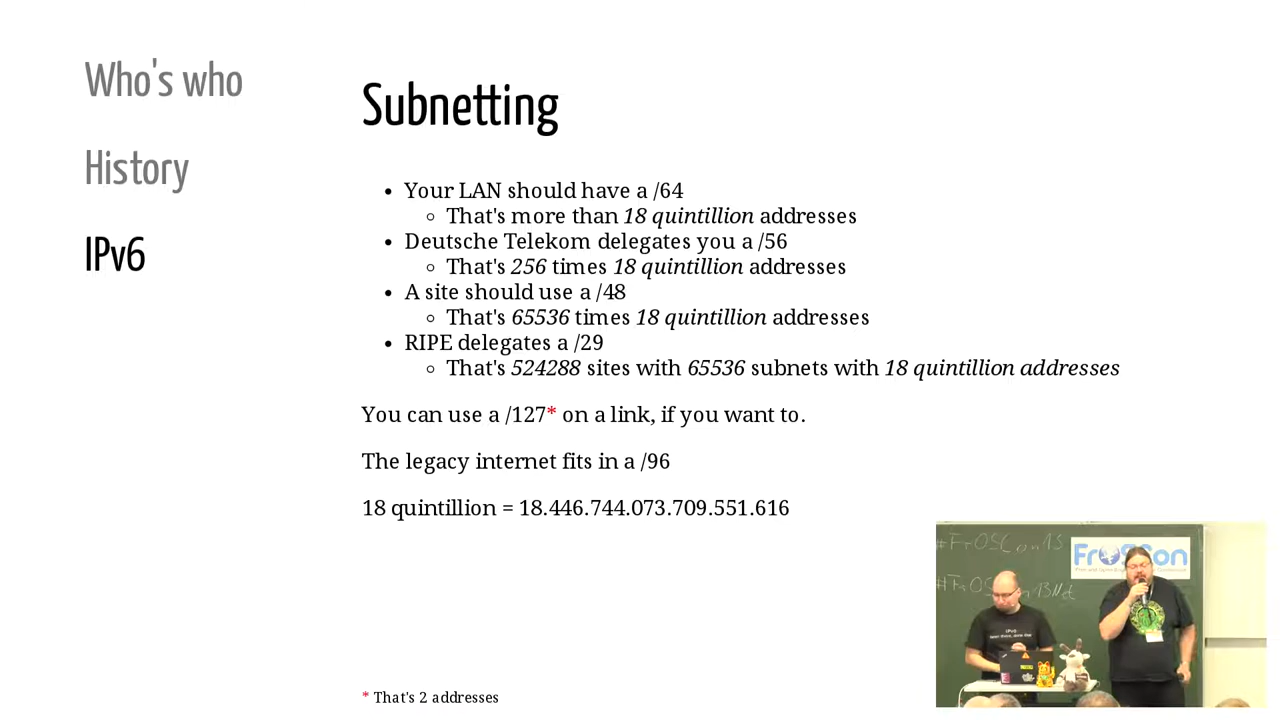 Who's who
History
IPv6
Subnetting
• Your LAN should have a /64
◦ That's more than 18 quintillion addresses
• Deutsche Telekom delegates you a /56
◦ That's 256 times 18 quintillion addresses
• A site should use a /48
◦ That's 65536 times 18 quintillion addresses
• RIPE delegates a /29
◦ That's 524288 sites with 65536 subnets with 18 quintillion addresses
You can use a /127* on a link, if you want to.
The legacy internet fits in a /96
18 quintillion = 18.446.744.073.709.551.616
#FrOSCon13
FrOSCon
IPv6
* That's 2 addresses